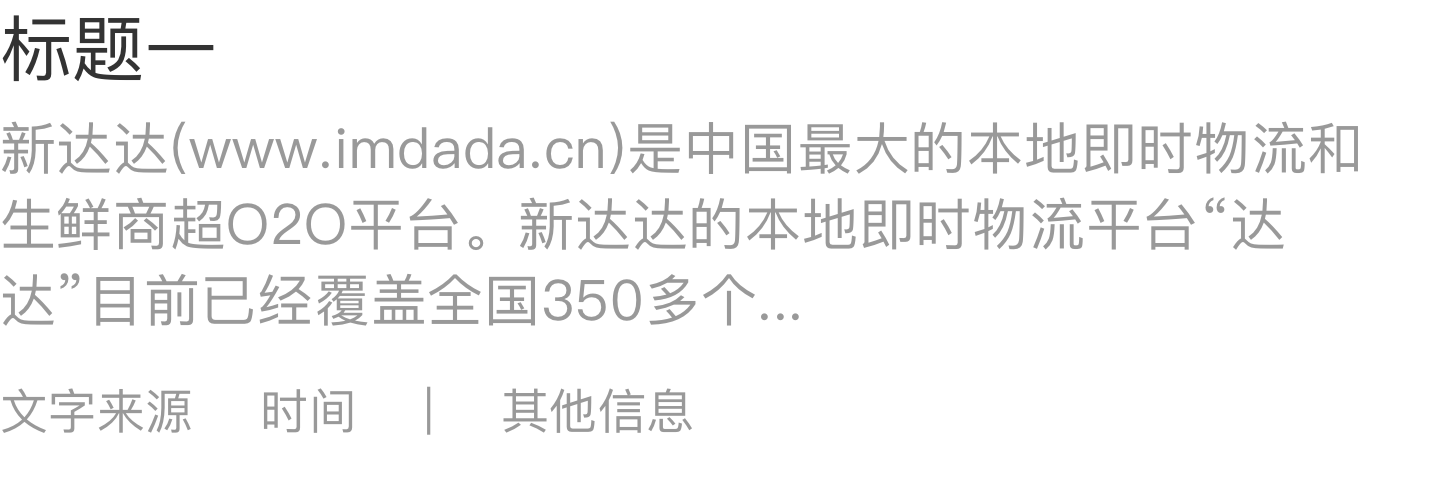 标题一
新达达(www.imdada.cn)是中国最大的本地即时物流和
生鲜商超O2O平台。新达达的本地即时物流平台“达
达”目前已经覆盖全国350多个...
文字来源 时间 | 其他信息